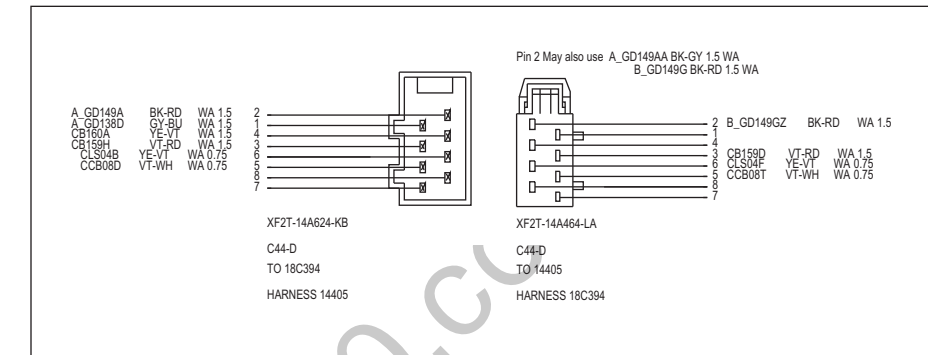 Pin 2 May also use A_GD149AA BK-GY 1.5 WA
B_GD149G BK-RD 1.5 WA
A_GD149A BK-RD WA 1.5 2
A_GD138D GY-BU WA 1.5 1
CB160A YE-VT WA 1.5 4
CB159H VT-RD WA 1.5 3
CLS04B YE-VT WA 0.75 6
CCB08D VT-WH WA 0.75 5
8
7
2 B_GD149GZ BK-RD WA 1.5
1
4
3 CB159D VT-RD WA 1.5
6 CLS04F YE-VT WA 0.75
5 CCB08T VT-WH WA 0.75
8
7
XF2T-14A624-KB
C44-D
TO 18C394
HARNESS 14405
XF2T-14A464-LA
C44-D
TO 14405
HARNESS 18C394